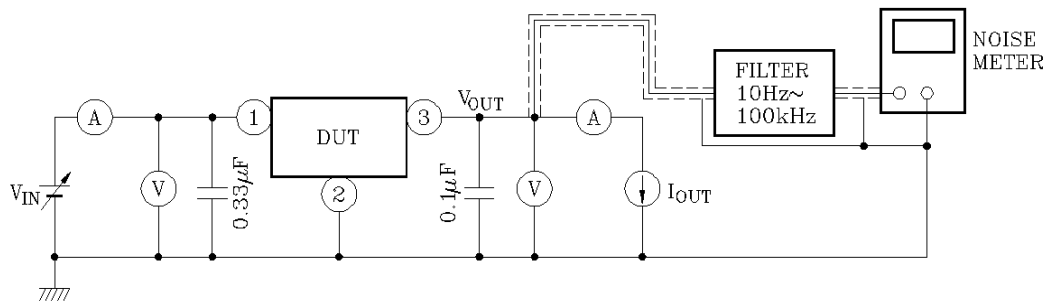 NOISE
METER
FILTER
10Hz~
100kHz
V_OUT
A
1
3
A
DUT
V_IN
V
0.33μF
2
0.1μF
V
I_OUT